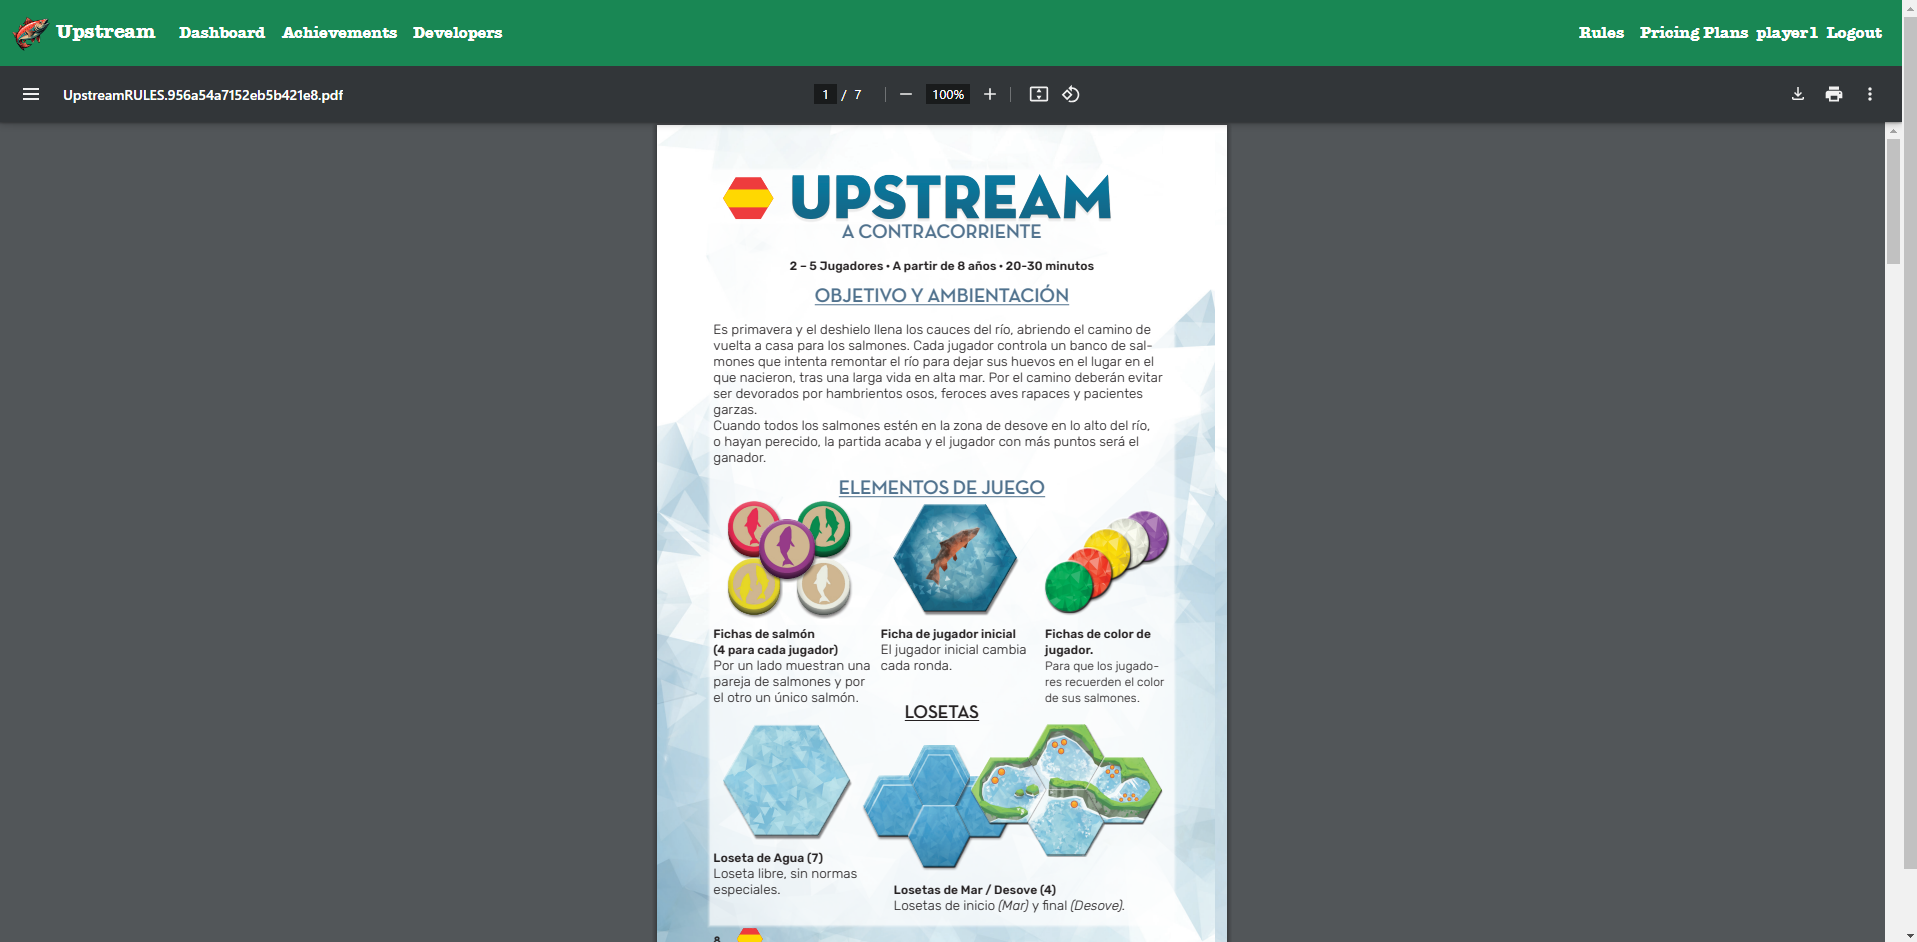 Upstream Dashboard Achievements Developers Rules Pricing Plans player1 Logout
UpstreamRULES.956a54a7152eb5b421e8.pdf 1 / 7 100%
UPSTREAM
A CONTRACORRIENTE
2 – 5 Jugadores • A partir de 8 años • 20-30 minutos
OBJETIVO Y AMBIENTACIÓN
Es primavera y el deshielo llena los cauces del río, abriendo el camino de
vuelta a casa para los salmones. Cada jugador controla un banco de sal-
mones que intenta remontar el río para dejar sus huevos en el lugar en el
que nacieron, tras una larga vida en alta mar. Por el camino deberán evitar
ser devorados por hambrientos osos, feroces aves rapaces y pacientes
garzas.
Cuando todos los salmones estén en la zona de desove en lo alto del río,
o hayan perecido, la partida acaba y el jugador con más puntos será el
ganador.
ELEMENTOS DE JUEGO
Fichas de salmón
(4 para cada jugador)
Por un lado muestran una
pareja de salmones y por
el otro un único salmón.
Ficha de jugador inicial
El jugador inicial cambia
cada ronda.
Fichas de color de
jugador.
Para que los jugado-
res recuerden el color
de sus salmones.
LOSETAS
Loseta de Agua (7)
Loseta libre, sin normas
especiales.
Losetas de Mar / Desove (4)
Losetas de inicio (Mar) y final (Desove).
8